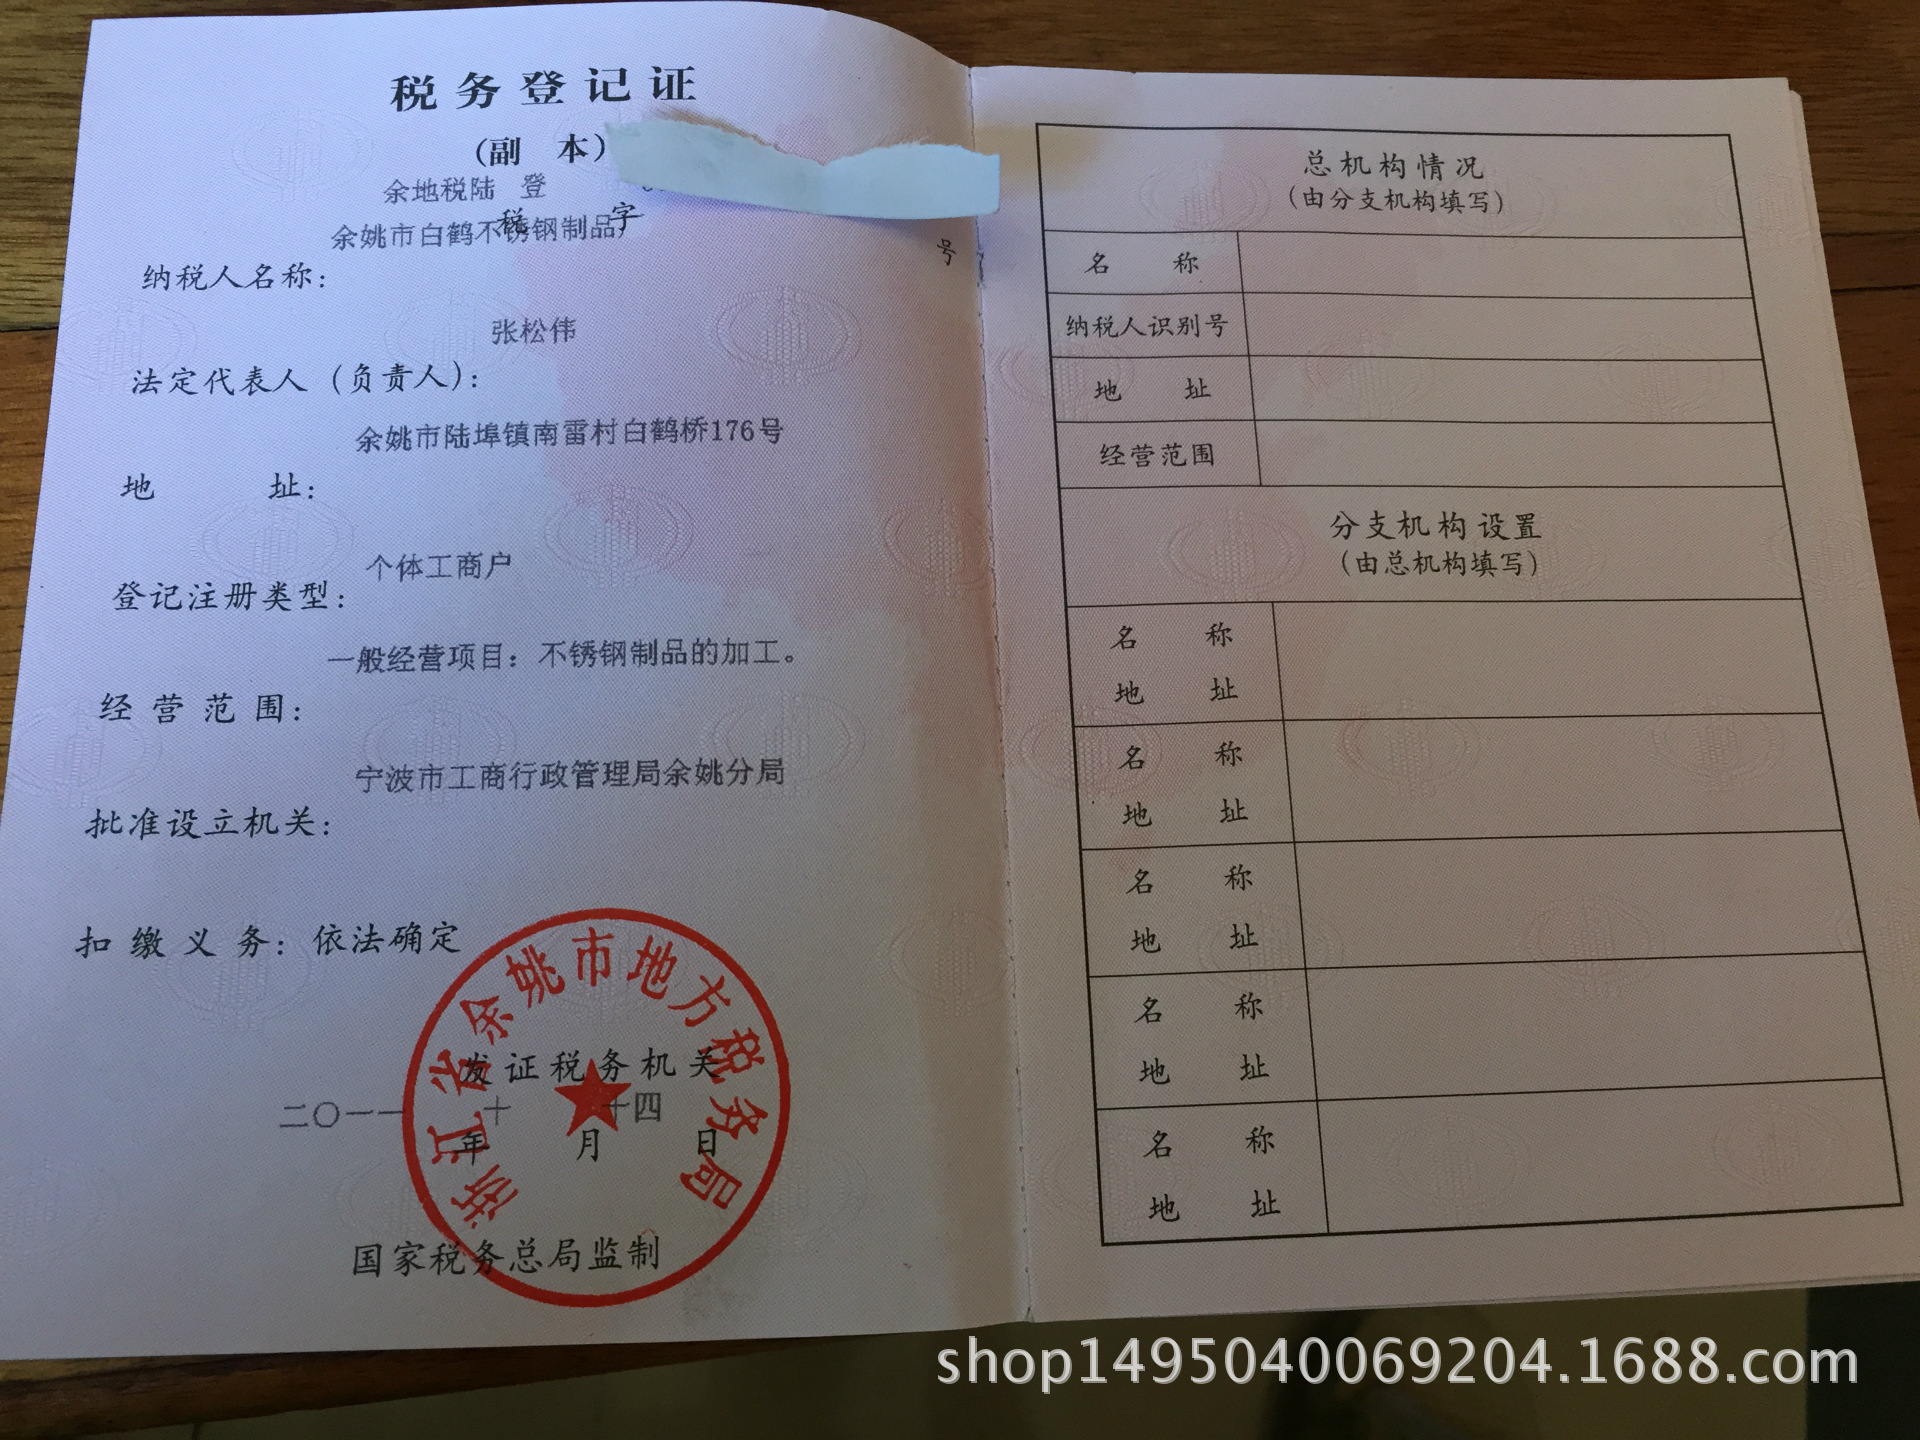 税务登记证
(副 本)
余地税陆 登
税 字
号
余姚市白鹤不锈钢制品厂
纳税人名称:
张松伟
法定代表人(负责人):
余姚市陆埠镇南雷村白鹤桥176号
地 址:
个体工商户
登记注册类型:
一般经营项目:不锈钢制品的加工。
经营范围:
宁波市工商行政管理局余姚分局
批准设立机关:
扣缴义务:依法确定
浙江省余姚市地方税务局
发证税务机关
二〇一一 十 十四
年 月 日
国家税务总局监制
总机构情况
(由分支机构填写)
名 称
纳税人识别号
地 址
经营范围
分支机构设置
(由总机构填写)
名 称
地 址
名 称
地 址
名 称
地 址
名 称
地 址
名 称
地 址
shop1495040069204.1688.com